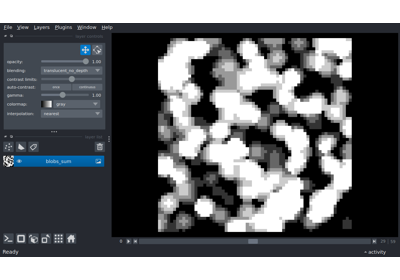 File View Layers Plugins Window Help
opacity: 1.00
blending: translucent_no_depth
contrast limits:
auto-contrast: once continuous
gamma: 1.00
colormap: gray
interpolation: nearest
blobs_sum
Ready activity